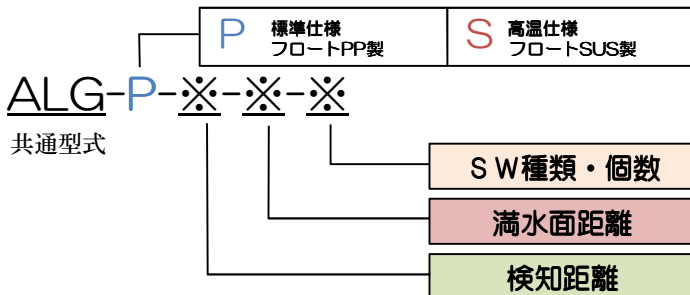 P 標準仕様
フロートPP製
S 高温仕様
フロートSUS製
ALG-P-※-※-※
共通型式
SW種類・個数
満水面距離
検知距離